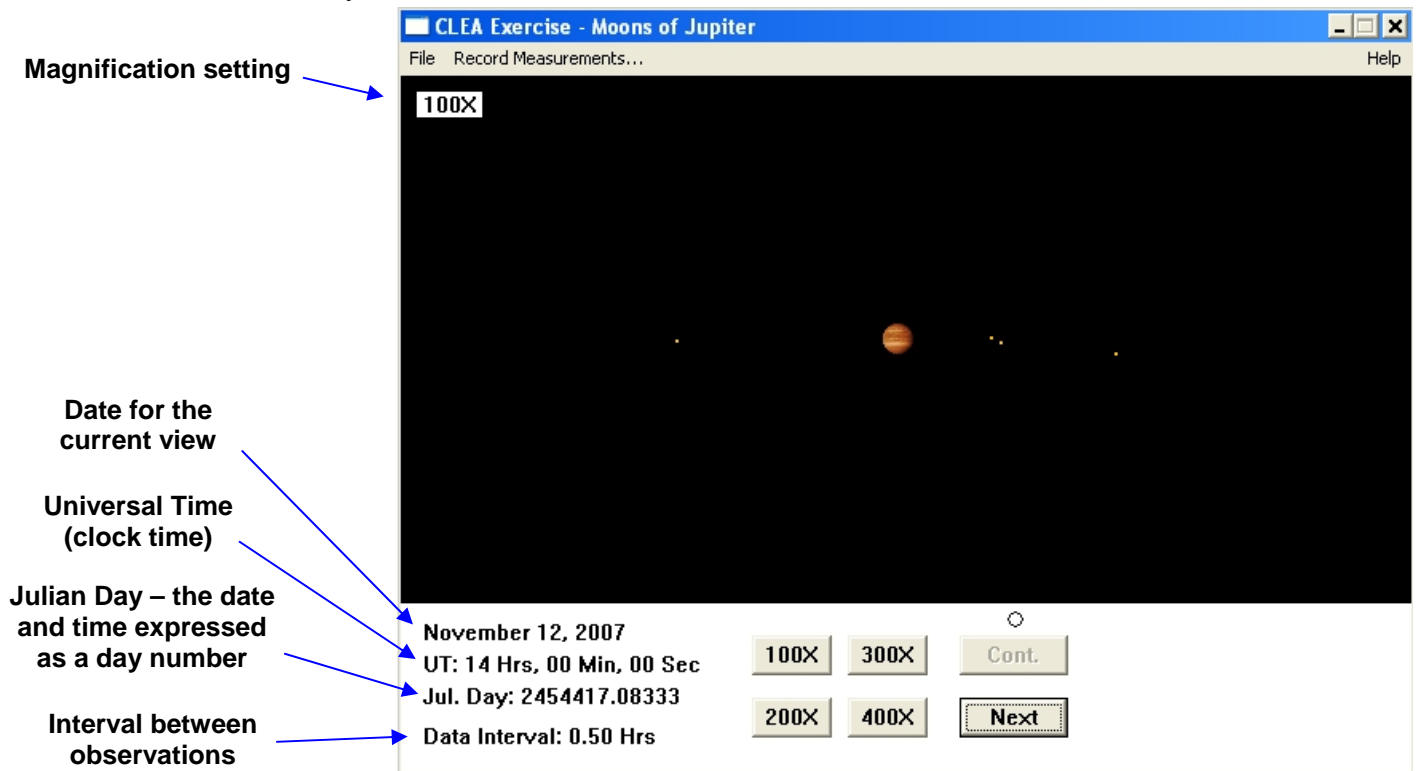 CLEA Exercise - Moons of Jupiter
File Record Measurements... Help
Magnification setting
100X
Date for the
current view
Universal Time
(clock time)
Julian Day – the date
and time expressed
as a day number
Interval between
observations
November 12, 2007
UT: 14 Hrs, 00 Min, 00 Sec
Jul. Day: 2454417.08333
Data Interval: 0.50 Hrs
100X 300X Cont.
200X 400X Next